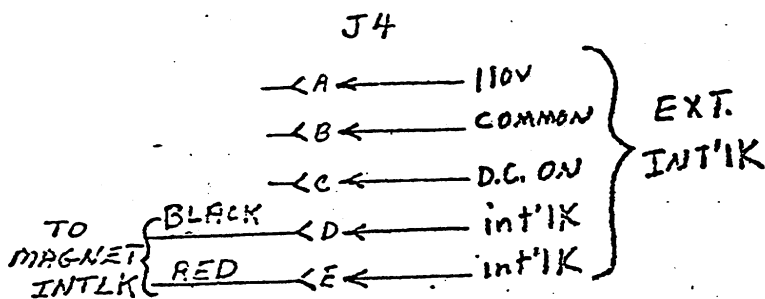 J4
A 110V
B COMMON
C D.C. ON
BLACK D int'lK
RED E int'lK
TO
MAGNET
INTLK
EXT.
INT'lK